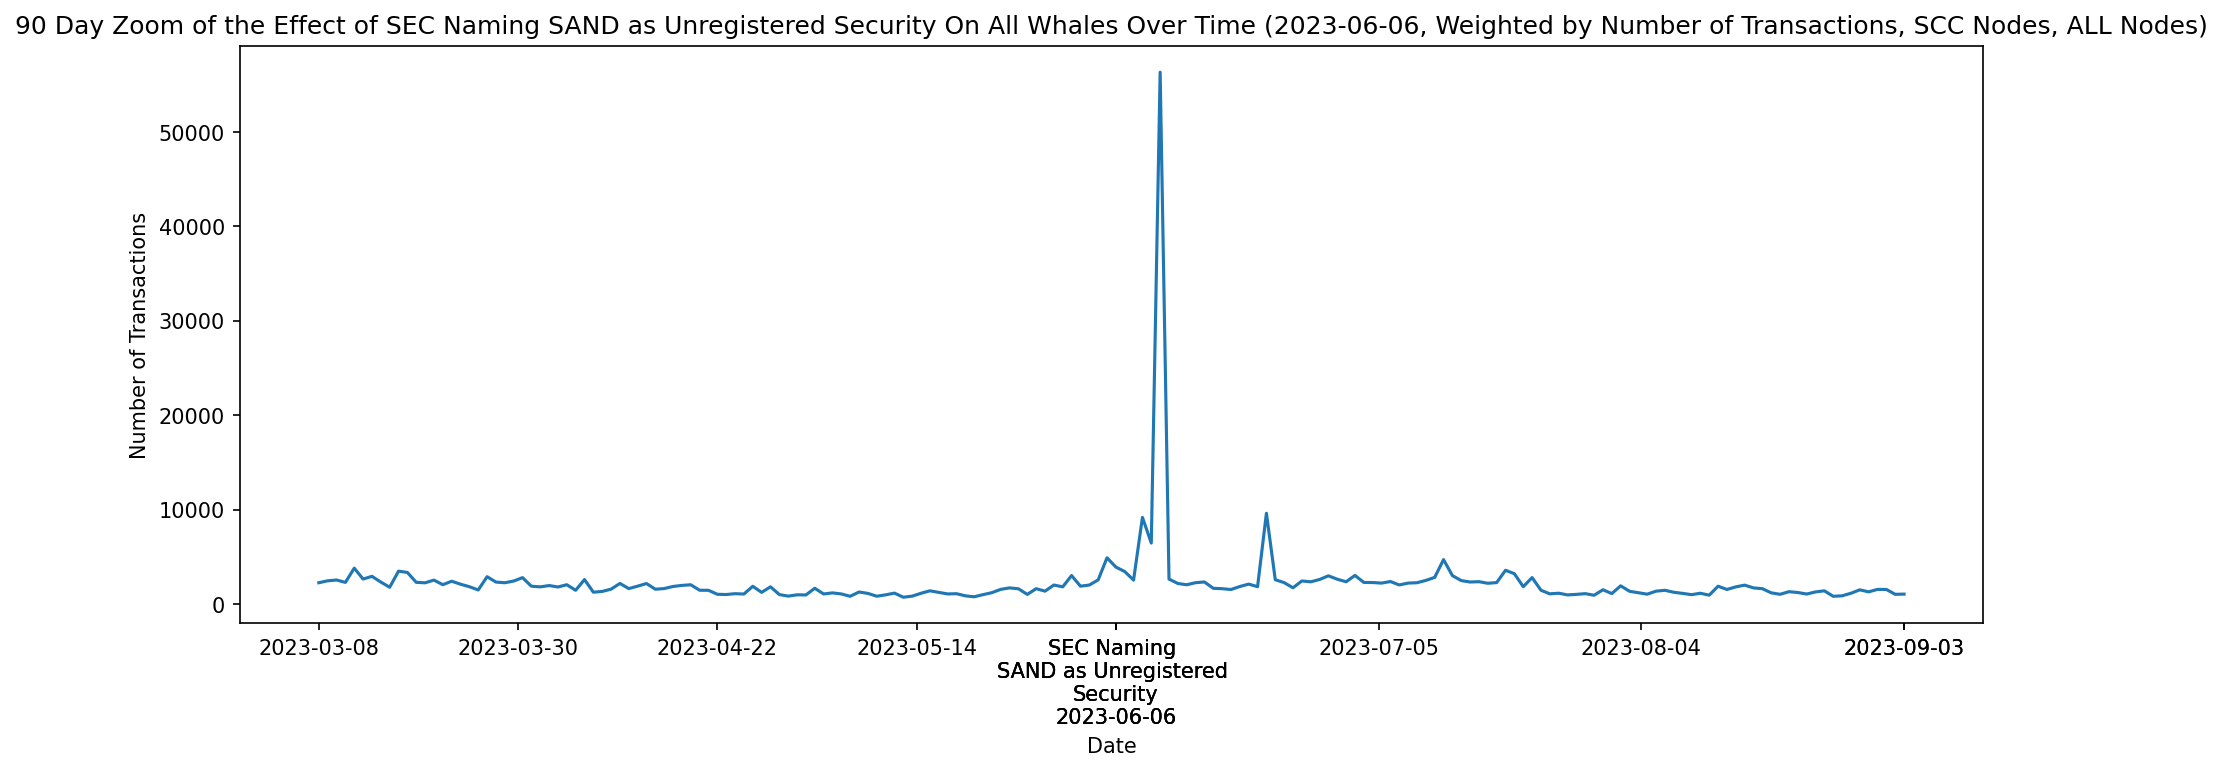 90 Day Zoom of the Effect of SEC Naming SAND as Unregistered Security On All Whales Over Time (2023-06-06, Weighted by Number of Transactions, SCC Nodes, ALL Nodes)
Number of Transactions
50000
40000
30000
20000
10000
0
2023-03-08
2023-03-30
2023-04-22
2023-05-14
SEC Naming
SAND as Unregistered
Security
2023-06-06
2023-07-05
2023-08-04
2023-09-03
Date